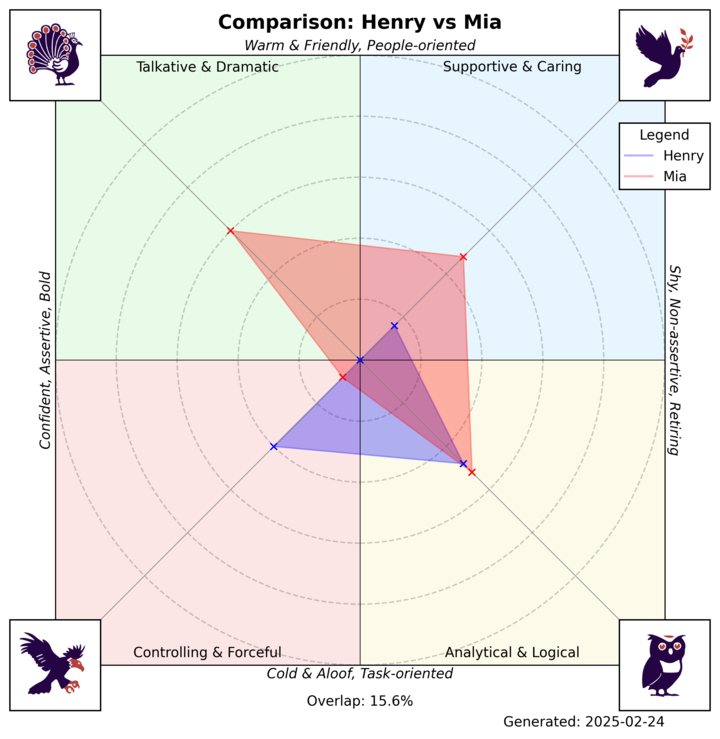 Comparison: Henry vs Mia
Warm & Friendly, People-oriented
Talkative & Dramatic
Supportive & Caring
Legend
Henry
Mia
Confident, Assertive, Bold
Shy, Non-assertive, Retiring
Controlling & Forceful
Analytical & Logical
Cold & Aloof, Task-oriented
Overlap: 15.6%
Generated: 2025-02-24